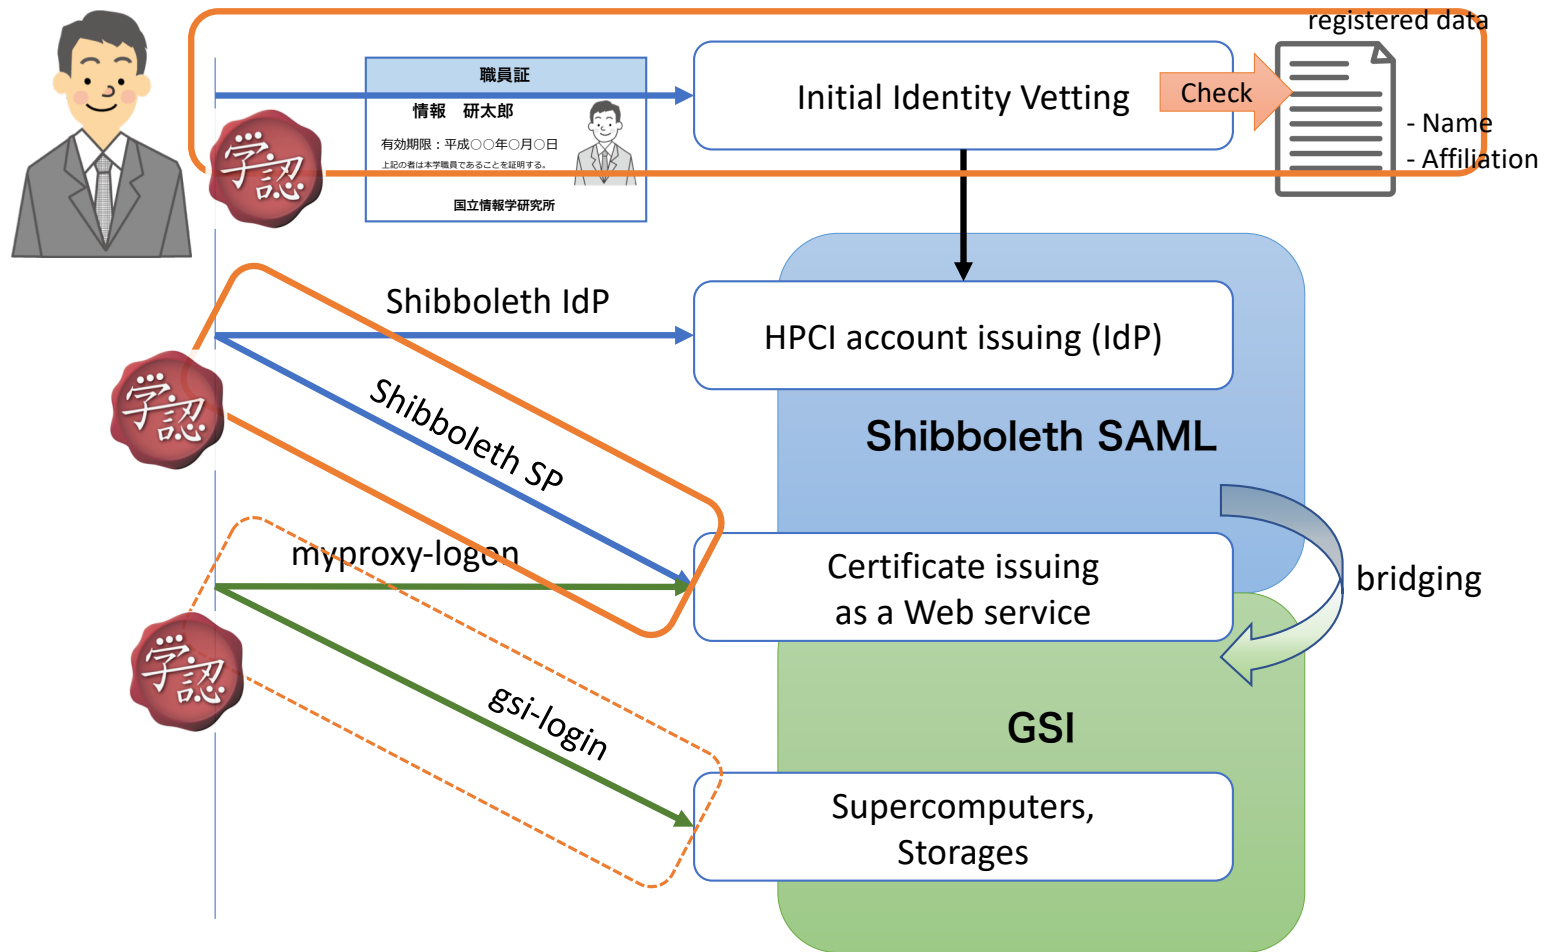 registered data
職員証
情報　研太郎
有効期限：平成○○年○月○日
上記の者は本学職員であることを証明する。
国立情報学研究所
Initial Identity Vetting
Check
- Name
- Affiliation
学認
Shibboleth IdP
HPCI account issuing (IdP)
学認
Shibboleth SP
Shibboleth SAML
myproxy-logon
Certificate issuing
as a Web service
bridging
学認
gsi-login
GSI
Supercomputers,
Storages